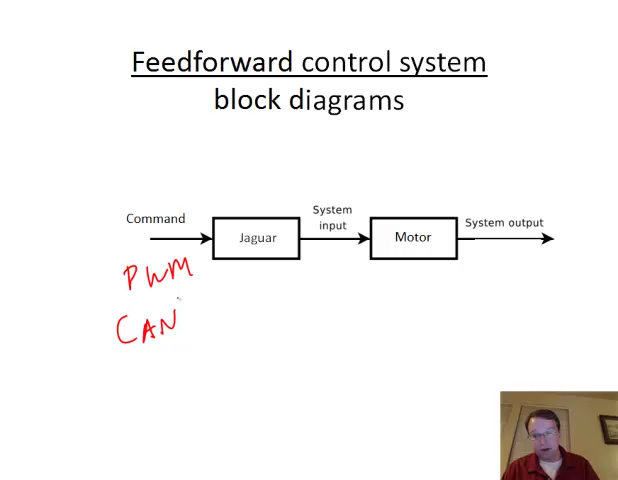 Feedforward control system
block diagrams
Command
System
input
System output
Jaguar
Motor
PWM
CAN